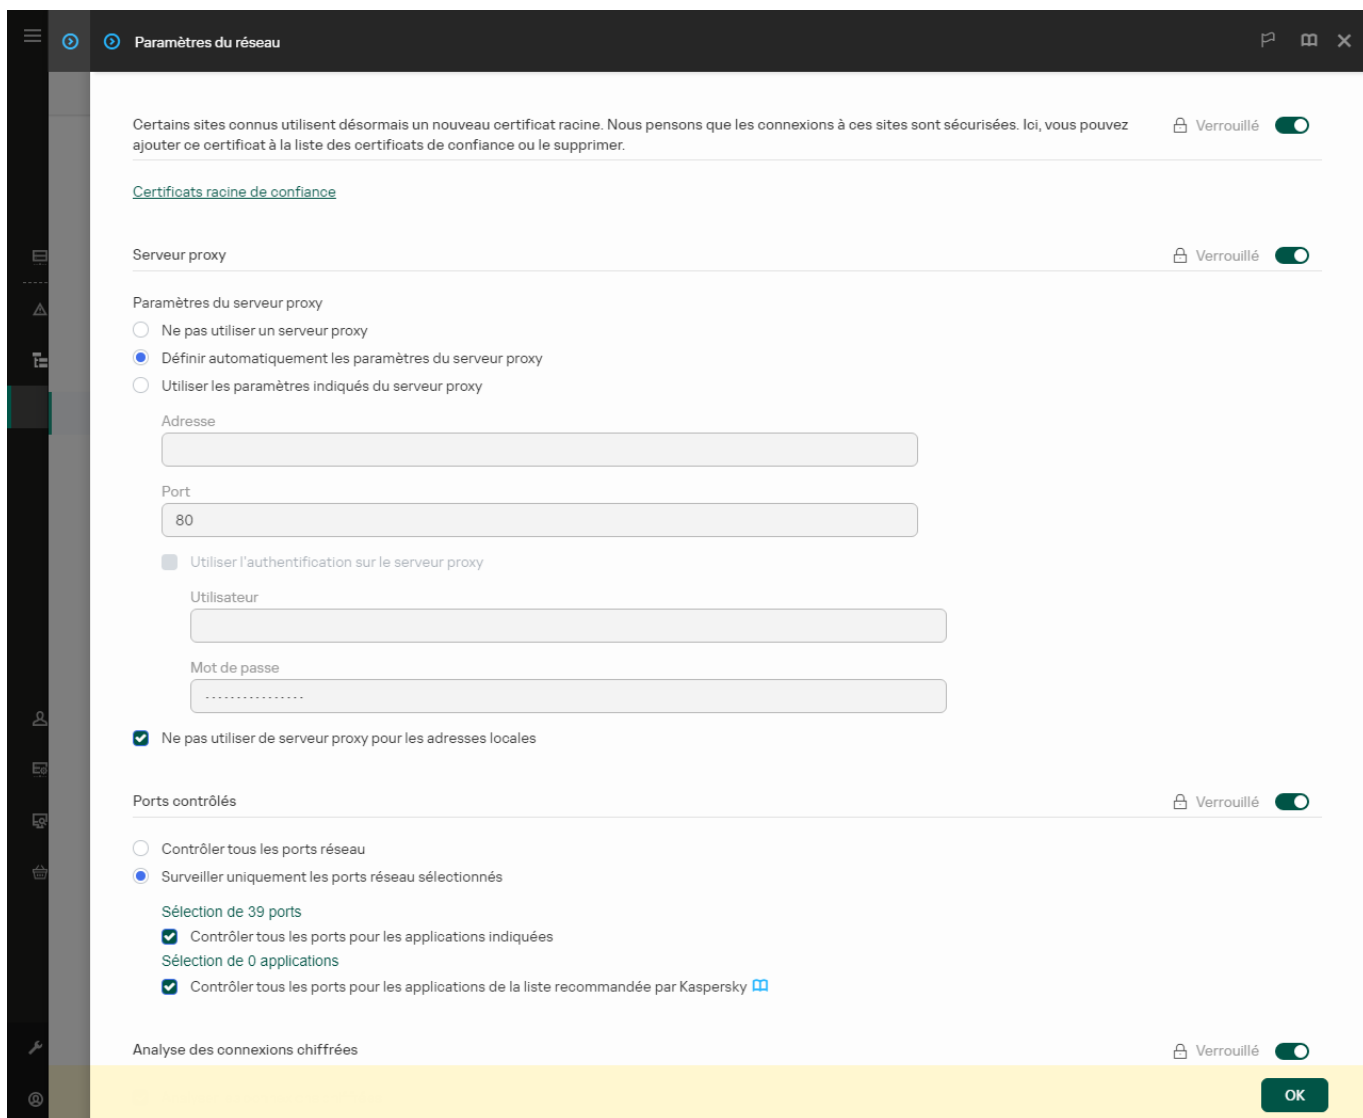 Paramètres du réseau
Certains sites connus utilisent désormais un nouveau certificat racine. Nous pensons que les connexions à ces sites sont sécurisées. Ici, vous pouvez
ajouter ce certificat à la liste des certificats de confiance ou le supprimer.
Verrouillé
Certificats racine de confiance
Serveur proxy
Verrouillé
Paramètres du serveur proxy
Ne pas utiliser un serveur proxy
Définir automatiquement les paramètres du serveur proxy
Utiliser les paramètres indiqués du serveur proxy
Adresse
Port
80
Utiliser l'authentification sur le serveur proxy
Utilisateur
Mot de passe
Ne pas utiliser de serveur proxy pour les adresses locales
Ports contrôlés
Verrouillé
Contrôler tous les ports réseau
Surveiller uniquement les ports réseau sélectionnés
Sélection de 39 ports
Contrôler tous les ports pour les applications indiquées
Sélection de 0 applications
Contrôler tous les ports pour les applications de la liste recommandée par Kaspersky
Analyse des connexions chiffrées
Verrouillé
OK